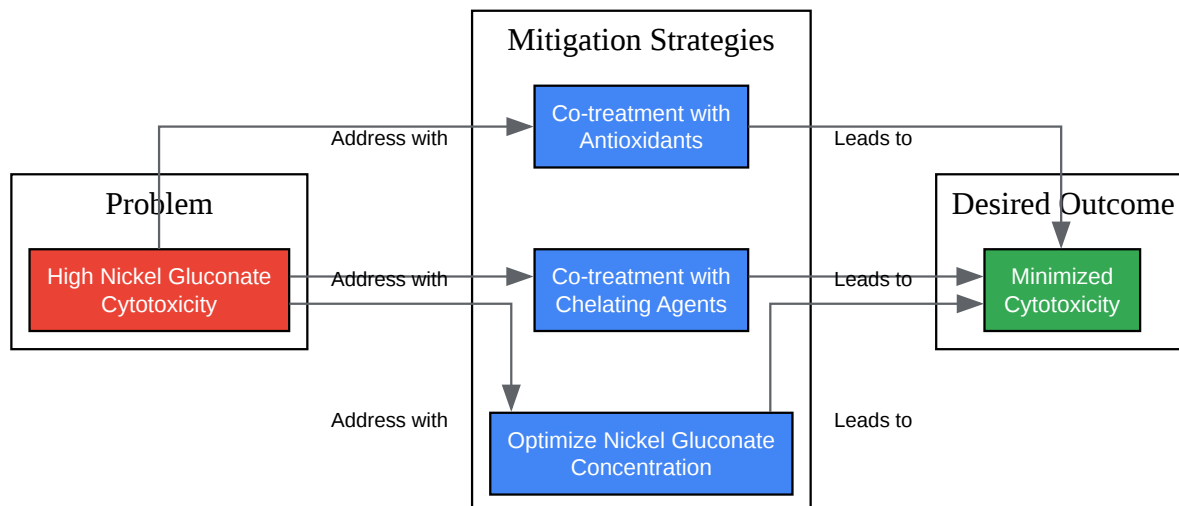 Mitigation Strategies
Co-treatment with
Antioxidants
Address with
Leads to
Problem
Desired Outcome
High Nickel Gluconate
Cytotoxicity
Address with
Co-treatment with
Chelating Agents
Leads to
Minimized
Cytotoxicity
Address with
Optimize Nickel Gluconate
Concentration
Leads to